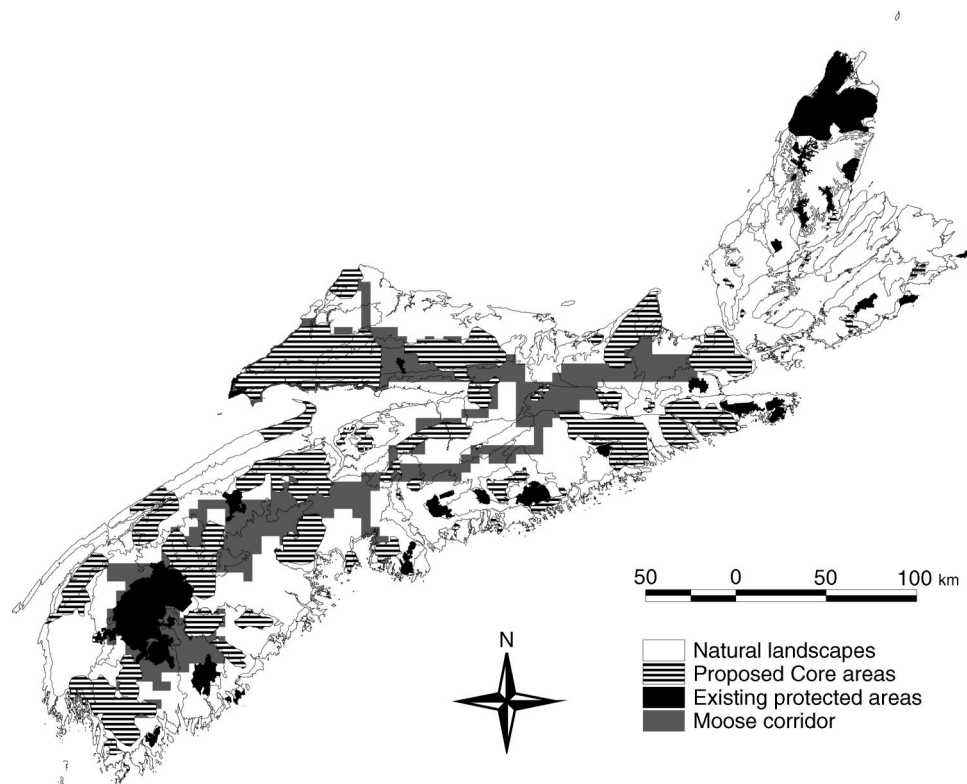 50 0 50 100 km
N
Natural landscapes
Proposed Core areas
Existing protected areas
Moose corridor